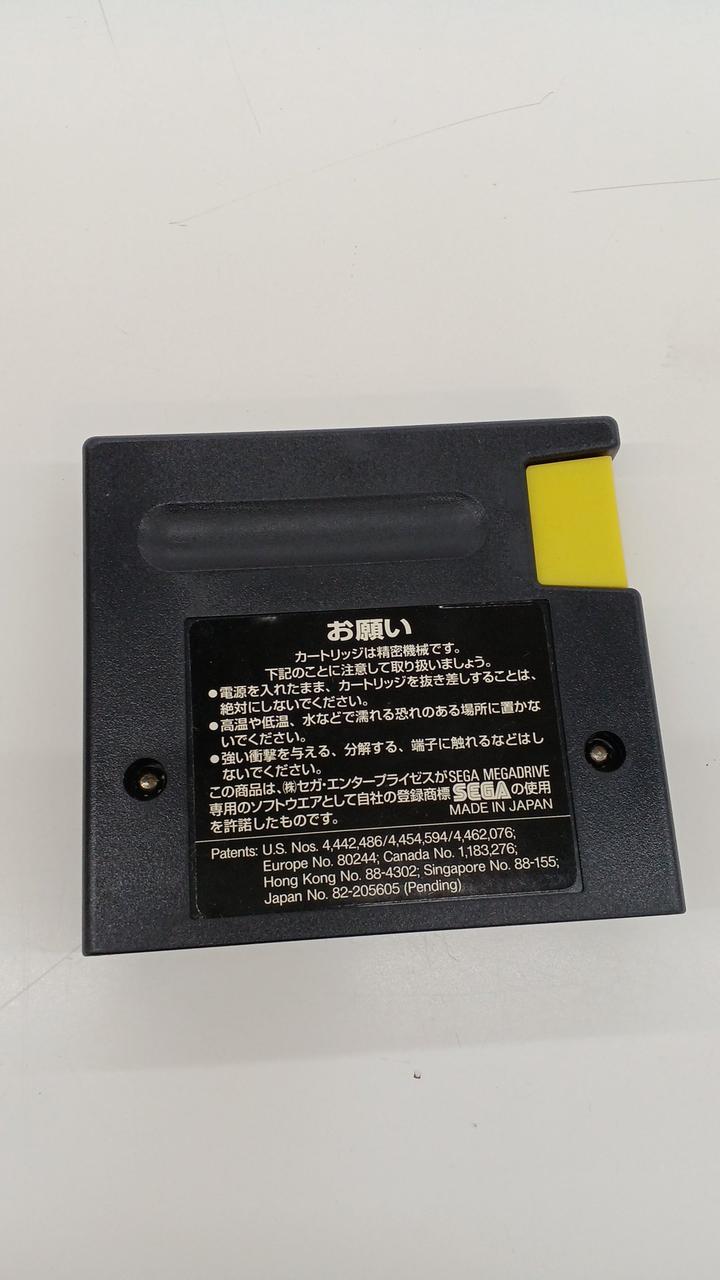 お願い
カートリッジは精密機械です。
下記のことに注意して取り扱いましょう。
●電源を入れたまま、カートリッジを抜き差しすることは、
絶対にしないでください。
●高温や低温、水などで濡れる恐れのある場所に置かな
いでください。
●強い衝撃を与える、分解する、端子に触れるなどはし
ないでください。
この商品は、㈱セガ・エンタープライゼスがSEGA MEGADRIVE
専用のソフトウエアとして自社の登録商標SEGAの使用
を許諾したものです。
MADE IN JAPAN
Patents: U.S. Nos. 4,442,486/4,454,594/4,462,076;
Europe No. 80244; Canada No. 1,183,276;
Hong Kong No. 88-4302; Singapore No. 88-155;
Japan No. 82-205605 (Pending)